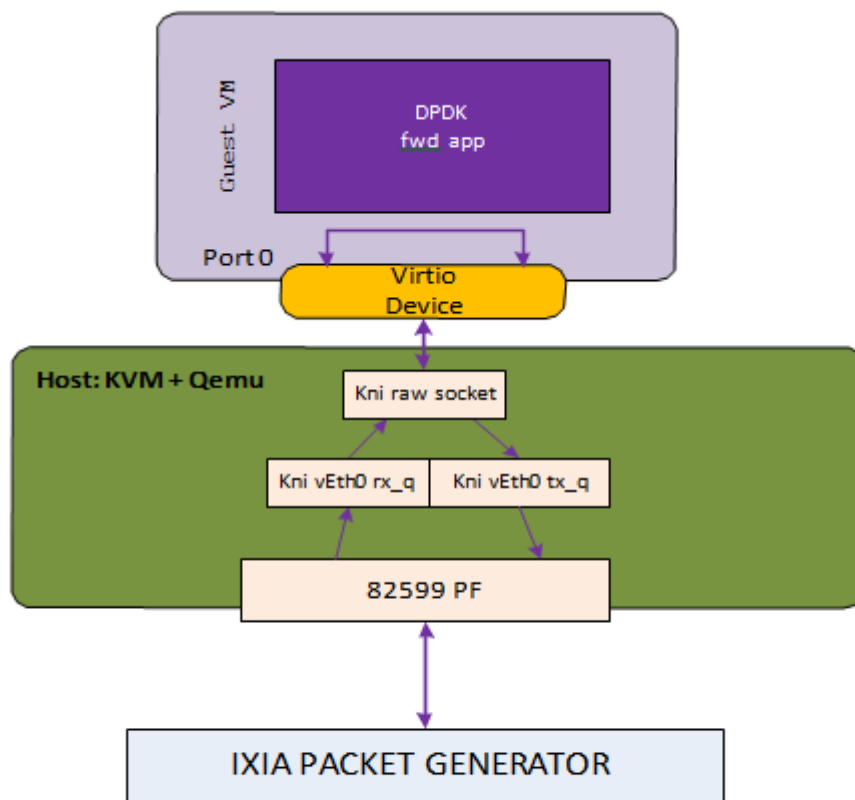 Guest VM
DPDK
fwd app
Port 0
Virtio
Device
Host: KVM + Qemu
Kni raw socket
Kni vEth0 rx_q
Kni vEth0 tx_q
82599 PF
IXIA PACKET GENERATOR